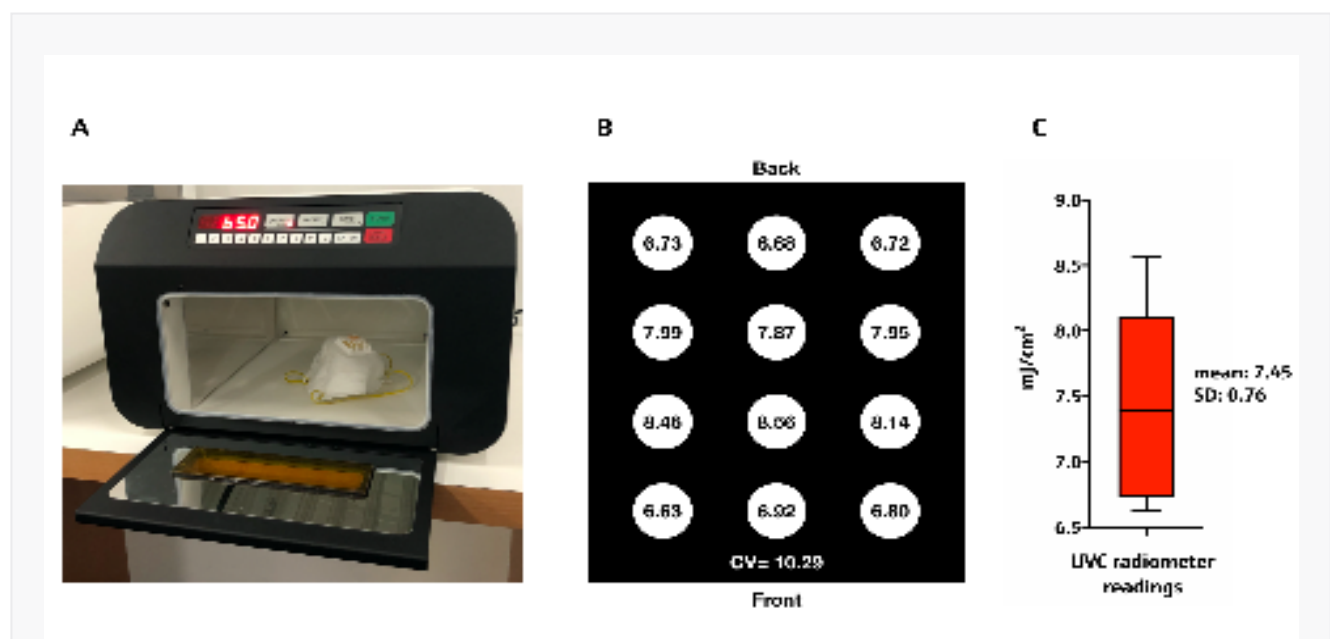 A
B
C
Back
6.73 6.68 6.72
7.99 7.87 7.95
8.46 8.56 8.14
6.63 6.92 6.80
CV= 10.29
Front
9.0
8.5
8.0
7.5
7.0
6.5
mJ/cm²
mean: 7.45
SD: 0.76
UVC radiometer
readings